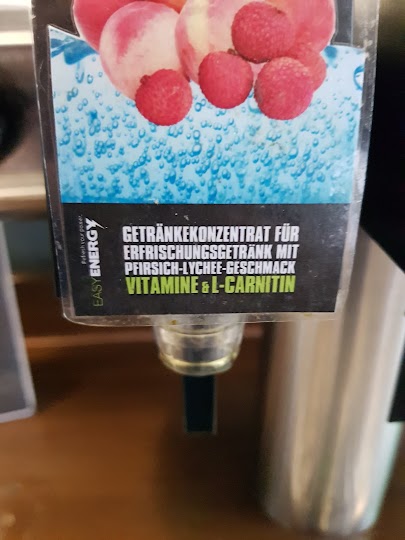 GETRÄNKEKONZENTRAT FÜR
ERFRISCHUNGSGETRÄNK MIT
PFIRSICH-LYCHEE-GESCHMACK
VITAMINE & L-CARNITIN
EASY ENERGY